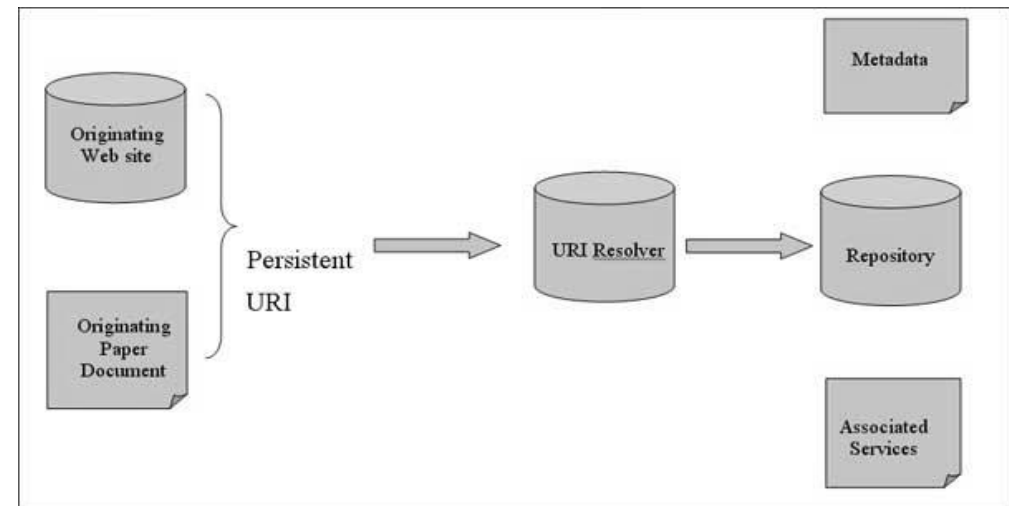 Originating
Web site
Originating
Paper
Document
Persistent
URI
URI Resolver
Metadata
Repository
Associated
Services